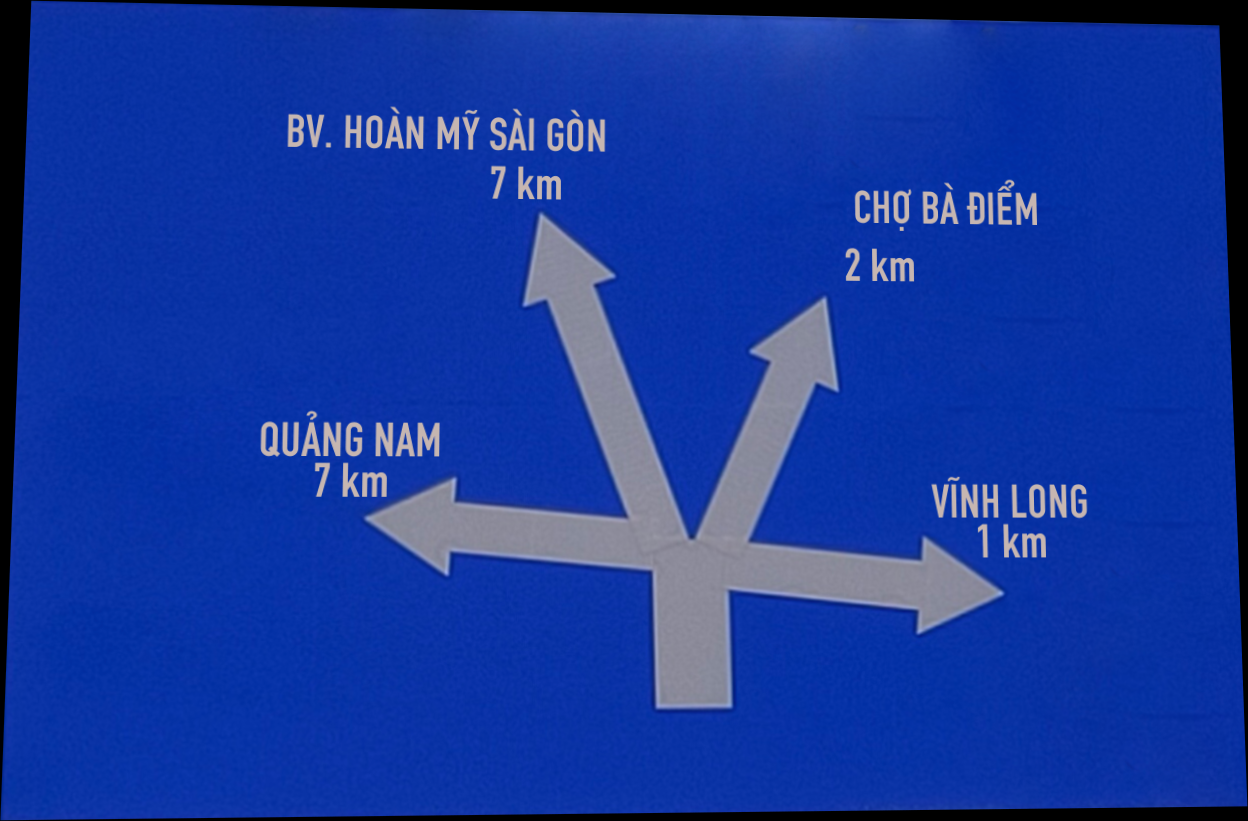 BV. HOÀN MỸ SÀI GÒN
7 km
CHỢ BÀ ĐIỂM
2 km
QUẢNG NAM
7 km
VĨNH LONG
1 km